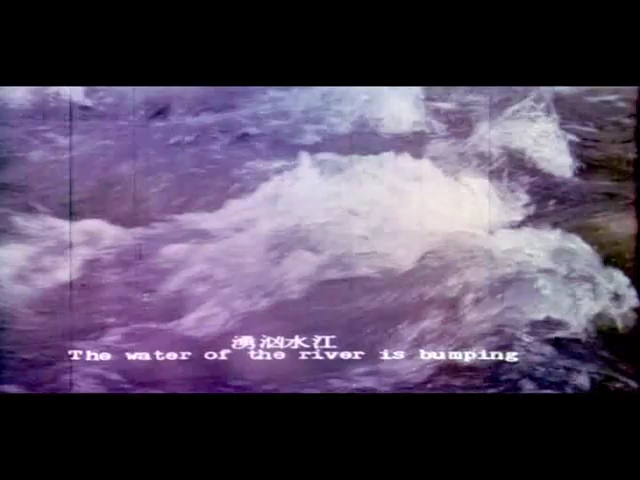 江水汹湧
The water of the river is bumping